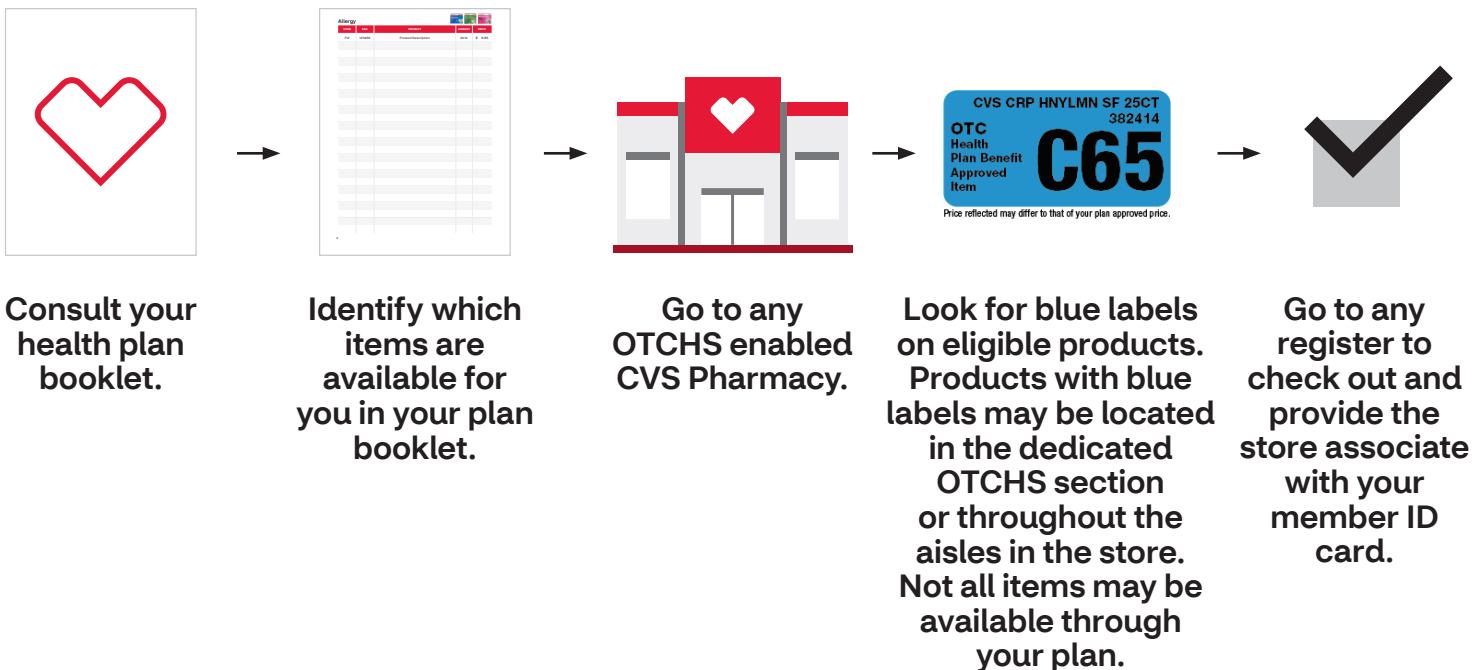 Allergy
Product Description
CVS CRP HNYLMN SF 25CT
382414
OTC
Health
Plan Benefit
Approved
Item
C65
Price reflected may differ to that of your plan approved price.
Consult your
health plan
booklet.
Identify which
items are
available for
you in your plan
booklet.
Go to any
OTCHS enabled
CVS Pharmacy.
Look for blue labels
on eligible products.
Products with blue
labels may be located
in the dedicated
OTCHS section
or throughout the
aisles in the store.
Not all items may be
available through
your plan.
Go to any
register to
check out and
provide the
store associate
with your
member ID
card.